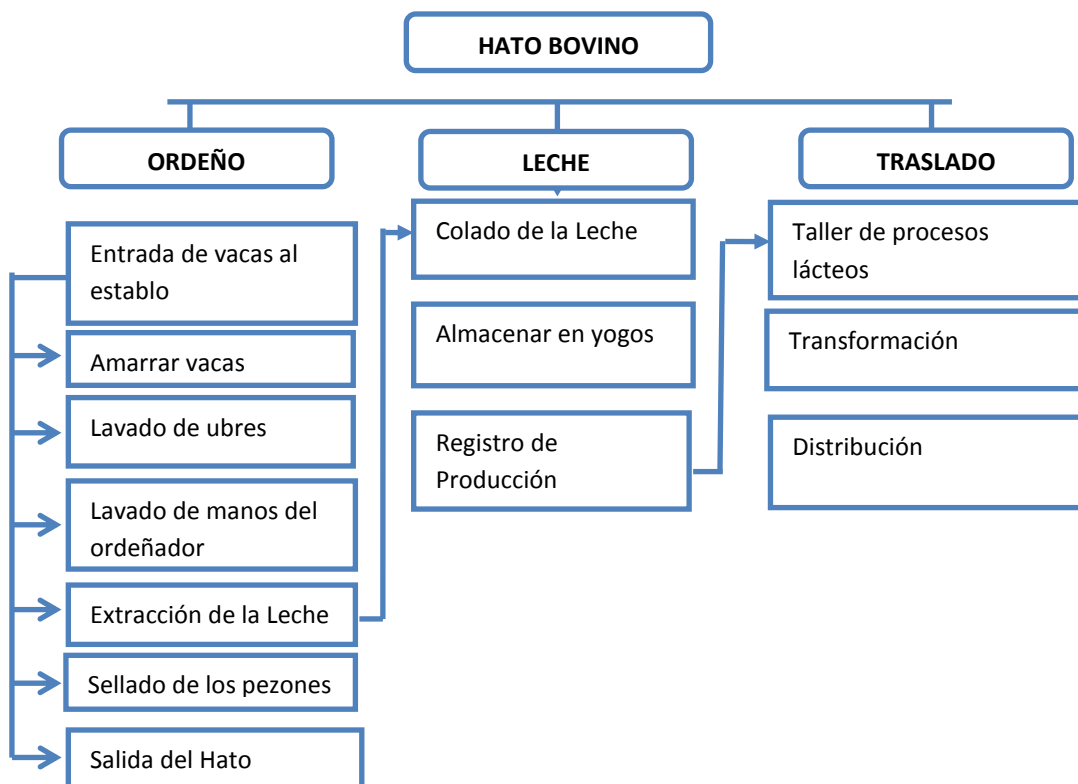 HATO BOVINO
ORDEÑO
Entrada de vacas al
establo
Amarrar vacas
Lavado de ubres
Lavado de manos del
ordeñador
Extracción de la Leche
Sellado de los pezones
Salida del Hato
LECHE
Colado de la Leche
Almacenar en yogos
Registro de
Producción
TRASLADO
Taller de procesos
lácteos
Transformación
Distribución